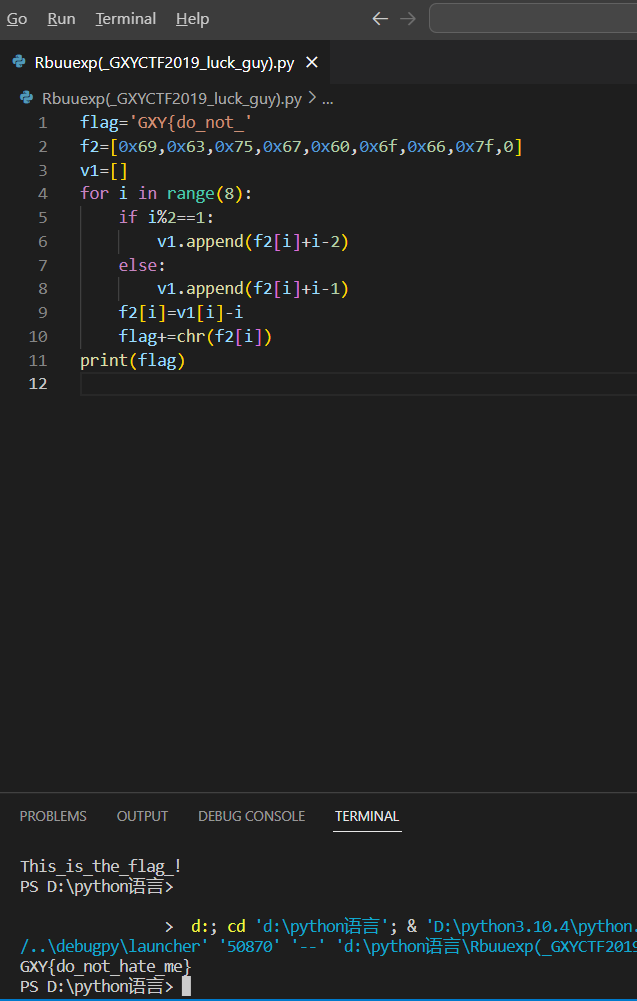 Go Run Terminal Help
Rbuuexp(_GXYCTF2019_luck_guy).py
Rbuuexp(_GXYCTF2019_luck_guy).py > ...
1 flag='GXY{do_not_'
2 f2=[0x69,0x63,0x75,0x67,0x60,0x6f,0x66,0x7f,0]
3 v1=[]
4 for i in range(8):
5     if i%2==1:
6         v1.append(f2[i]+i-2)
7     else:
8         v1.append(f2[i]+i-1)
9     f2[i]=v1[i]-i
10     flag+=chr(f2[i])
11 print(flag)
12
PROBLEMS OUTPUT DEBUG CONSOLE TERMINAL
This_is_the_flag_!
PS D:\python语言>
> d:; cd 'd:\python语言'; & 'D:\python3.10.4\python.
/..\debugpy\launcher' '50870' '--' 'd:\python语言\Rbuuexp(_GXYCTF2019
GXY{do_not_hate_me}
PS D:\python语言>